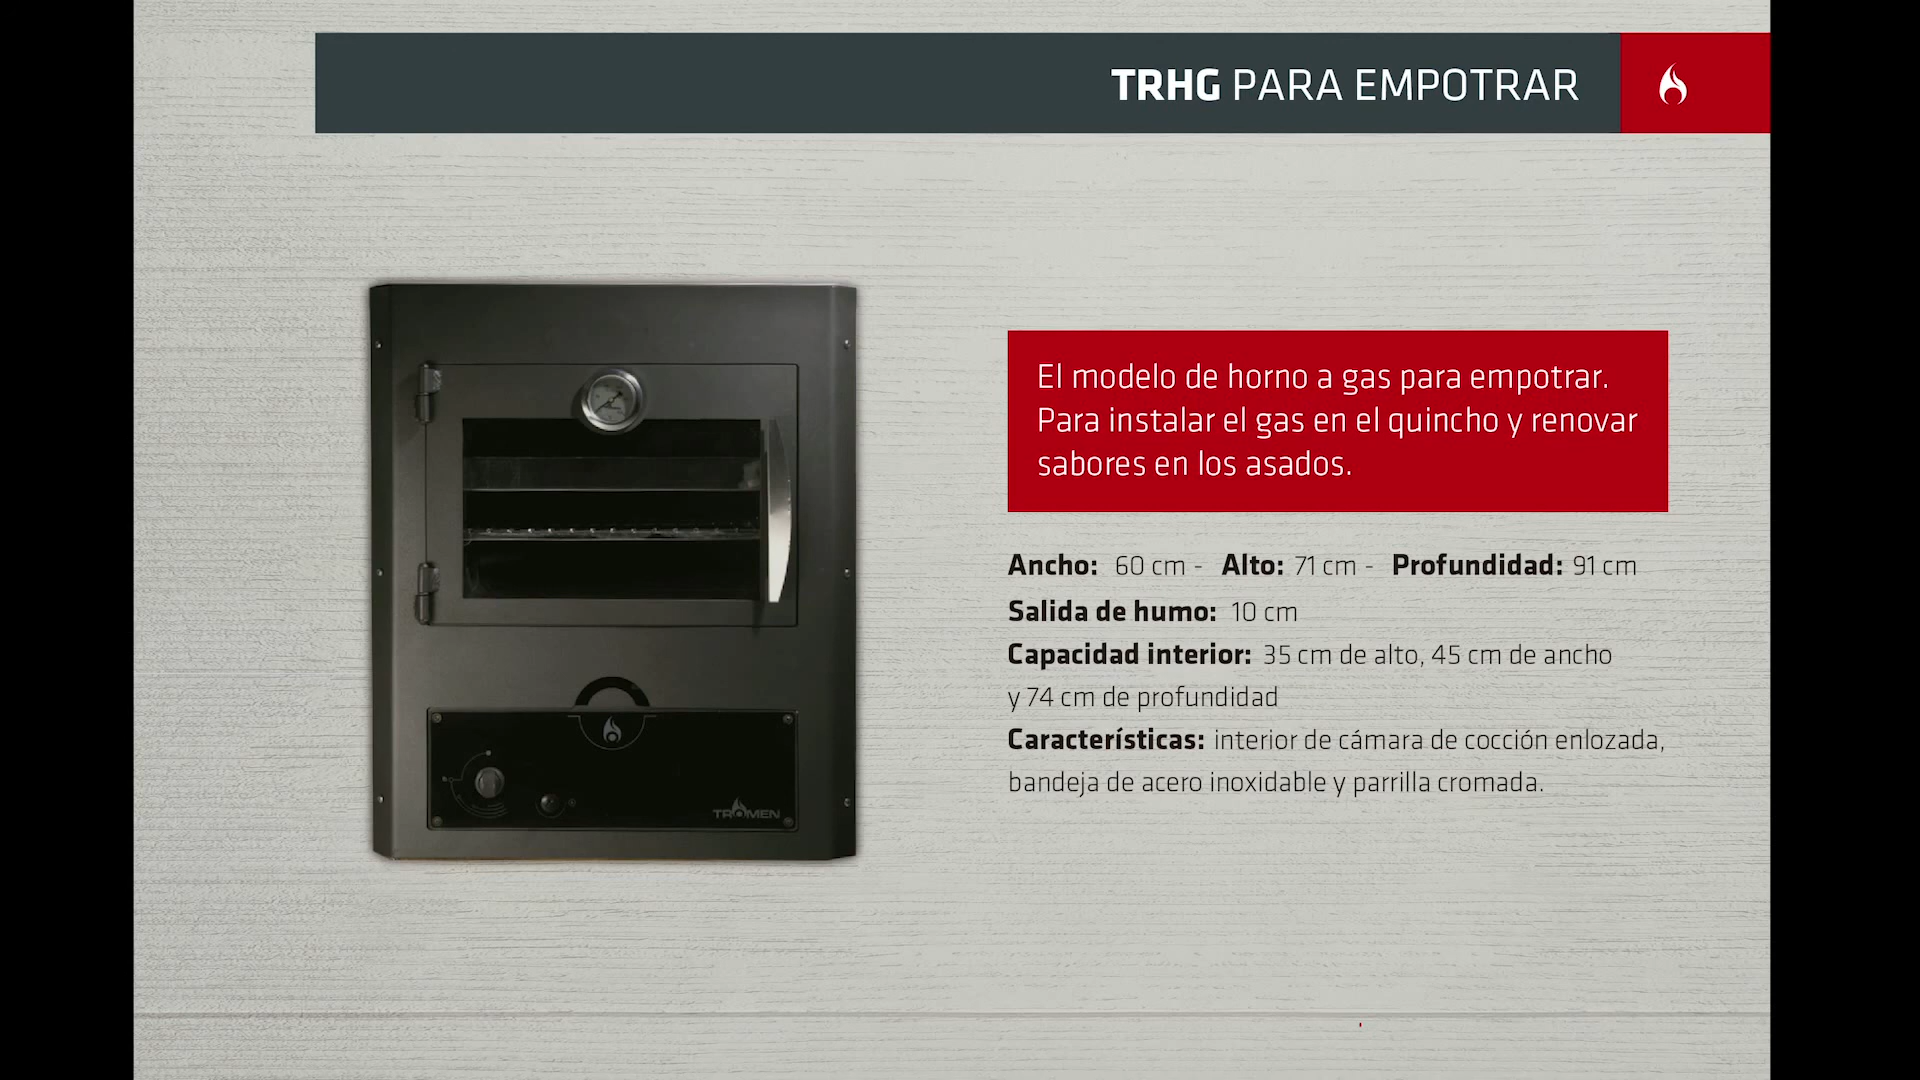 TRHG PARA EMPOTRAR
El modelo de horno a gas para empotrar.
Para instalar el gas en el quincho y renovar
sabores en los asados.
Ancho: 60 cm - Alto: 71 cm - Profundidad: 91 cm
Salida de humo: 10 cm
Capacidad interior: 35 cm de alto, 45 cm de ancho
y 74 cm de profundidad
Características: interior de cámara de cocción enlozada,
bandeja de acero inoxidable y parrilla cromada.
TROMEN